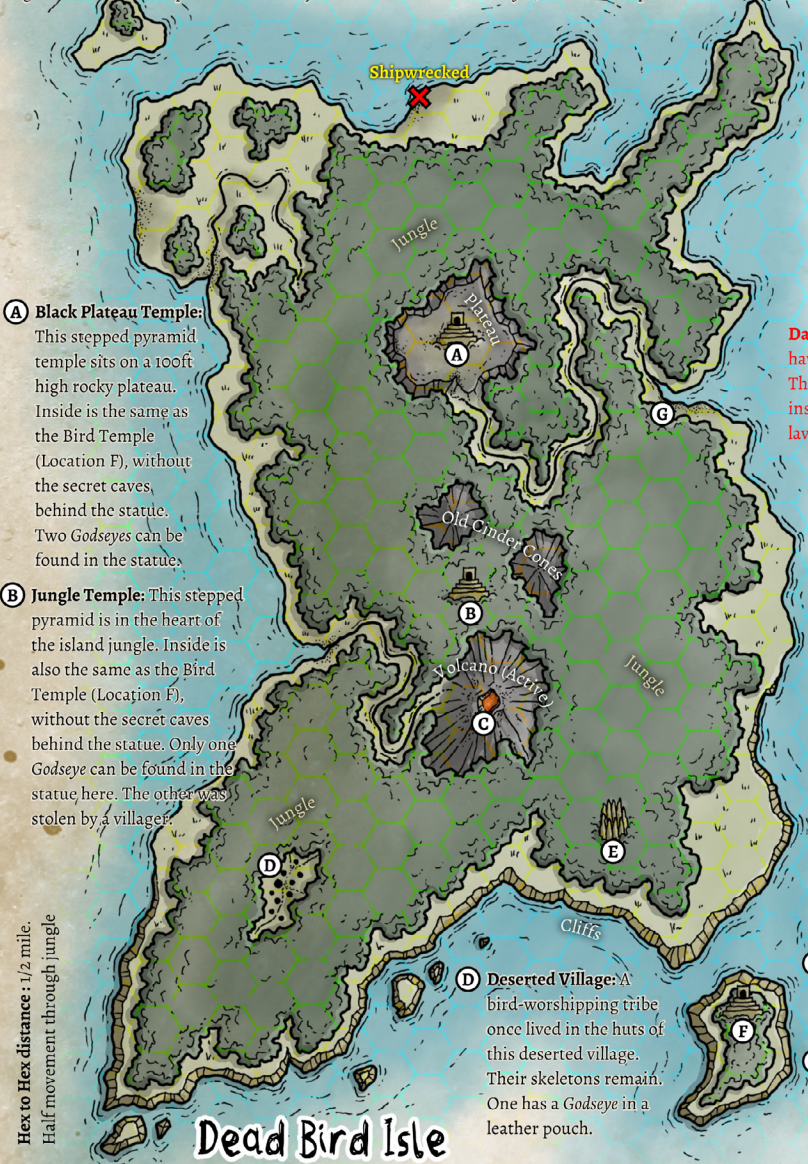 Shipwrecked
Jungle
Plateau
A
A Black Plateau Temple:
This stepped pyramid
temple sits on a 100ft
high rocky plateau.
Inside is the same as
the Bird Temple
(Location F), without
the secret caves
behind the statue.
Two Godseyes can be
found in the statue.
Da
hav
Th
ins
lav
G
Old Cinder Cones
B
B Jungle Temple: This stepped
pyramid is in the heart of
the island jungle. Inside is
also the same as the Bird
Temple (Location F),
without the secret caves
behind the statue. Only one
Godseye can be found in the
statue here. The other was
stolen by a villager.
Volcano (Active)
C
Jungle
Jungle
D
E
Cliffs
Hex to Hex distance: 1/2 mile.
Half movement through jungle
D Deserted Village: A
bird-worshipping tribe
once lived in the huts of
this deserted village.
Their skeletons remain.
One has a Godseye in a
leather pouch.
F
Dead Bird Isle